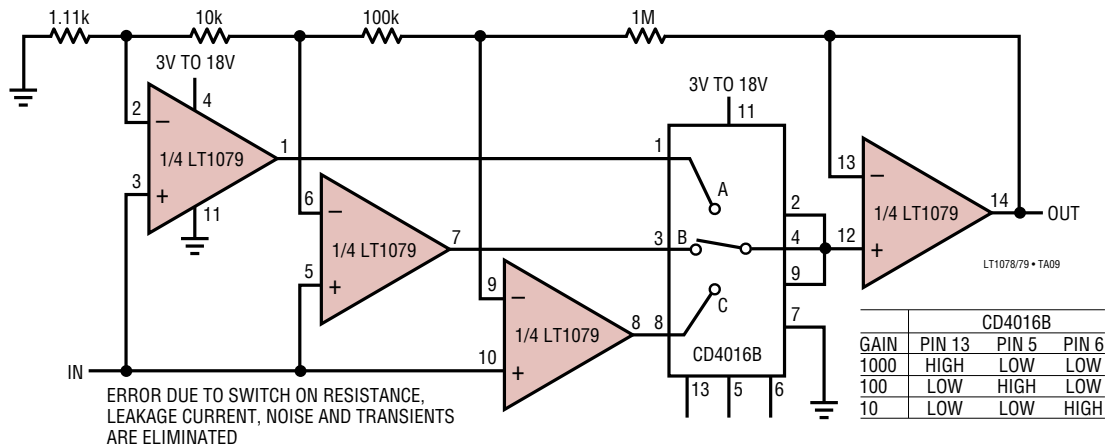 1.11k 10k 100k 1M
3V TO 18V
4
2
1/4 LT1079
1
3
11
3V TO 18V
11
1
A
6
1/4 LT1079
7
5
3 B
2
4
9
C
9
1/4 LT1079
8
8
10
7
CD4016B
13 5 6
13
1/4 LT1079
14 OUT
12
LT1078/79 • TA09
IN
ERROR DUE TO SWITCH ON RESISTANCE,
LEAKAGE CURRENT, NOISE AND TRANSIENTS
ARE ELIMINATED
CD4016B
GAIN PIN 13 PIN 5 PIN 6
1000 HIGH LOW LOW
100 LOW HIGH LOW
10 LOW LOW HIGH